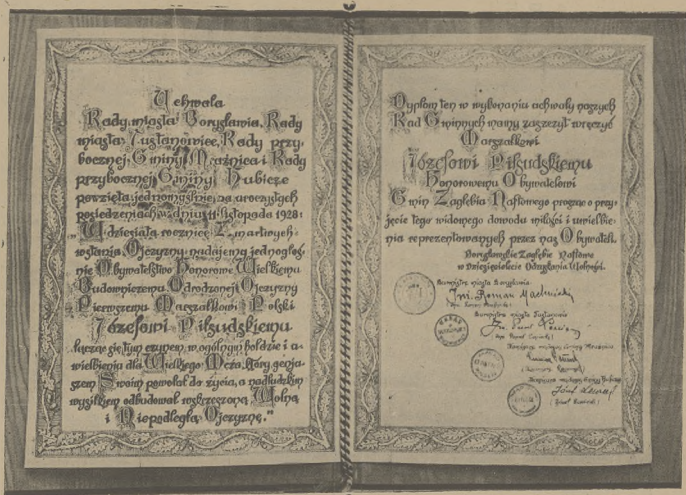 Uchwała
Rady miasta Borysławia, Rady
miasta Tustanowiec, Rady przy-
bocznej, Gminy Mraźnica i Rady
przybocznej Gminy Hubicze
powzięta jednomyślnie na uroczystych
posiedzeniach w dniu 11 listopada 1928:
„W dziesiątą rocznicę Zmartwych-
wstania Ojczyzny nadajemy jednogłoś-
nie Obywatelstwo Honorowe Wielkiemu
Budowniczemu Odrodzonej Ojczyzny
Pierwszemu Marszałkowi Polski
Józefowi Piłsudskiemu
łącząc się tym czynem w ogólnym hołdzie i u-
wielbieniu dla Wielkiego Męża, który genju-
szem Swoim powołał do życia, a nadludzkim
wysiłkiem odbudował wskrzeszoną Wolną
i Niepodległą Ojczyznę."
Dyplom ten w wykonaniu uchwały naszych
Rad Gminnych mamy zaszczyt wręczyć
Marszałkowi
Józefowi Piłsudskiemu
Honorowemu Obywatelowi
Gmin Zagłębia Naftowego prosząc o przy-
jęcie tego widomego dowodu miłości i uwielbie-
nia reprezentowanych przez nas Obywateli.
Borysławskie Zagłębie Naftowe
w Dziesięciolecie Odzyskania Wolności.
Burmistrz miasta Borysławia
Inż. Roman Machnicki
Burmistrz miasta Tustanowic